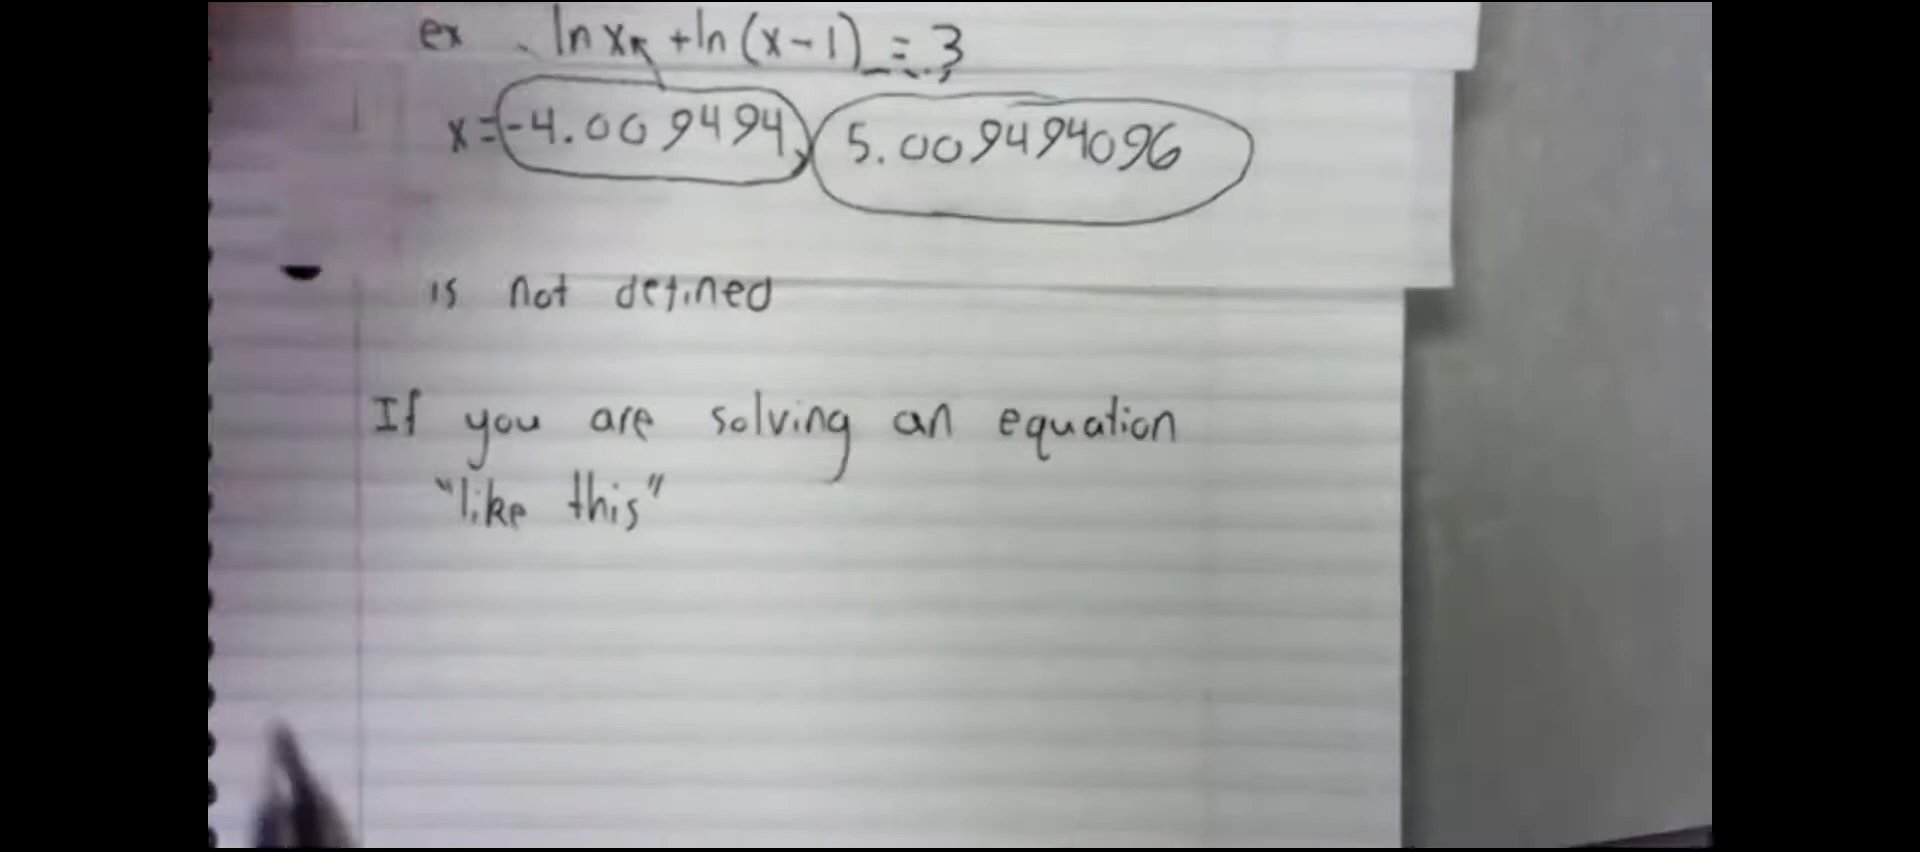 ex ln x + ln (x-1) = 3
x = -4.009494, 5.0099494096
is not defined
If you are solving an equation
"like this"